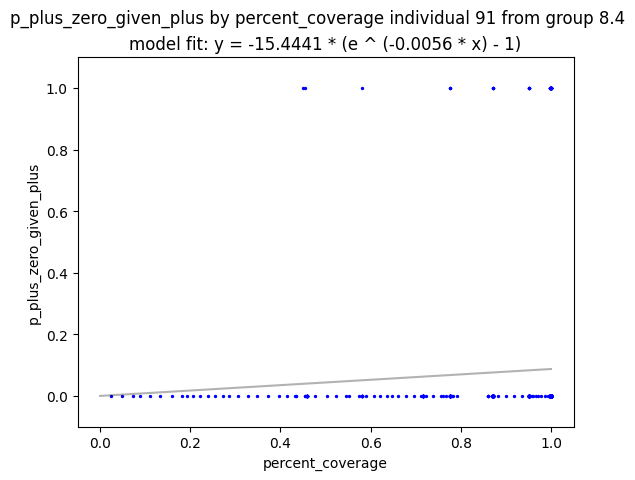 p_plus_zero_given_plus by percent_coverage individual 91 from group 8.4
model fit: y = -15.4441 * (e ^ (-0.0056 * x) - 1)
1.0
0.8
0.6
0.4
0.2
0.0
p_plus_zero_given_plus
0.0 0.2 0.4 0.6 0.8 1.0
percent_coverage